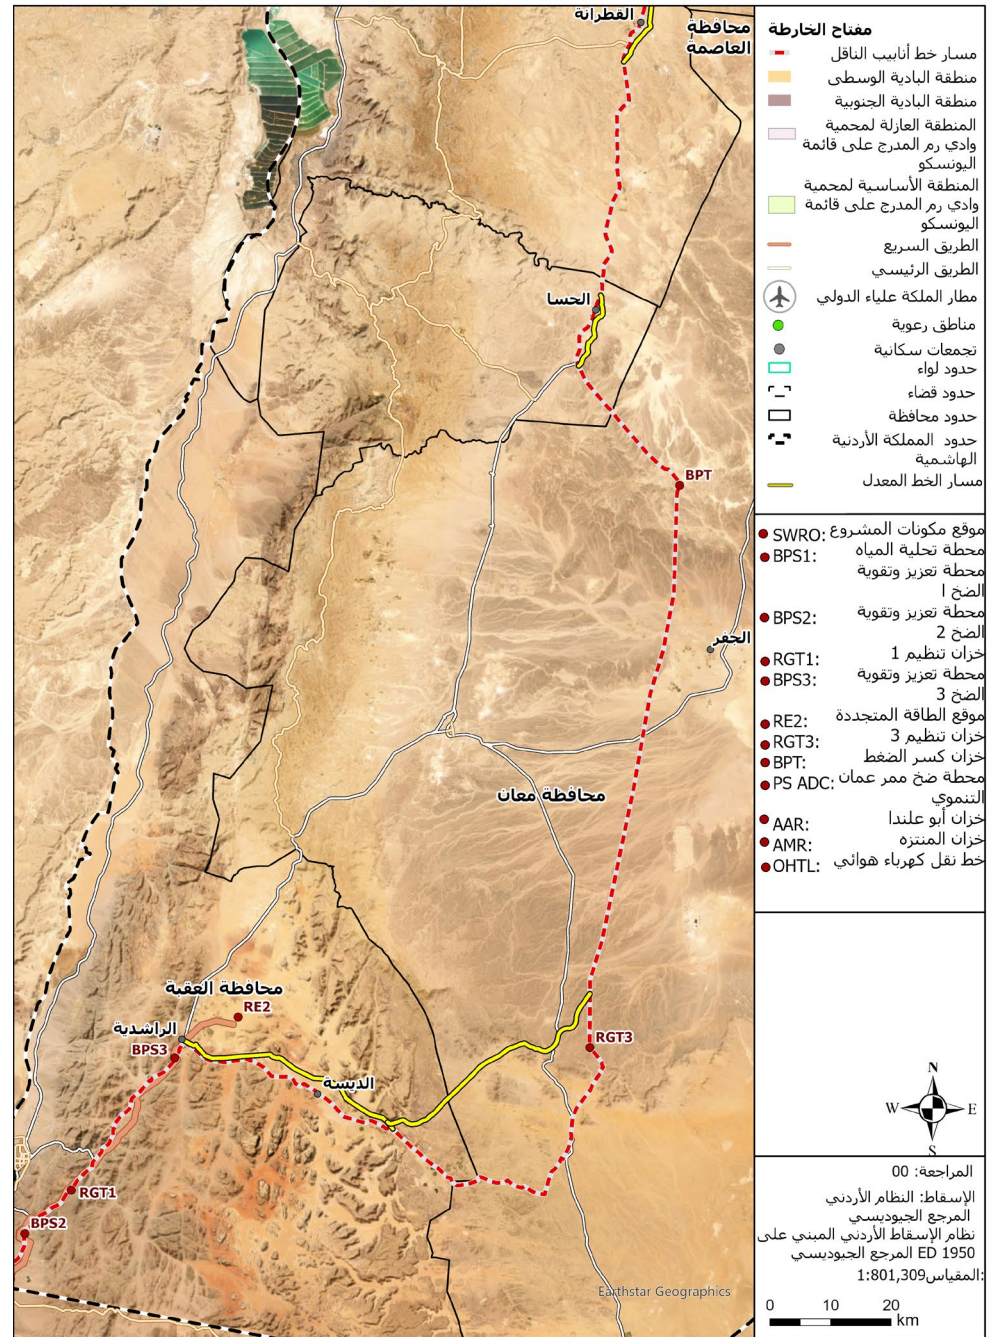 القطرانة
محافظة
العاصمة
الحسا
BPT
الجفر
محافظة معان
محافظة العقبة
RE2
الراشدية
BPS3
RGT3
الديسة
RGT1
BPS2
Earthstar Geographics
مفتاح الخارطة
مسار خط أنابيب الناقل
منطقة البادية الوسطى
منطقة البادية الجنوبية
المنطقة العازلة لمحمية
وادي رم المدرج على قائمة
اليونسكو
المنطقة الأساسية لمحمية
وادي رم المدرج على قائمة
اليونسكو
الطريق السريع
الطريق الرئيسي
مطار الملكة علياء الدولي
مناطق رعوية
تجمعات سكانية
حدود لواء
حدود قضاء
حدود محافظة
حدود المملكة الأردنية
الهاشمية
مسار الخط المعدل
موقع مكونات المشروع
SWRO: محطة تحلية المياه
BPS1: محطة تعزيز وتقوية
الضخ ا
BPS2: محطة تعزيز وتقوية
الضخ 2
RGT1: خزان تنظيم 1
BPS3: محطة تعزيز وتقوية
الضخ 3
RE2: موقع الطاقة المتجددة
RGT3: خزان تنظيم 3
BPT: خزان كسر الضغط
PS ADC: محطة ضخ ممر عمان
التنموي
AAR: خزان أبو علندا
AMR: خزان المنتزه
OHTL: خط نقل كهرباء هوائي
N
W E
S
المراجعة: 00
الإسقاط: النظام الأردني
المرجع الجيوديسي
نظام الإسقاط الأردني المبني على
ED 1950 المرجع الجيوديسي
المقياس:1:801,309
0 10 20
km